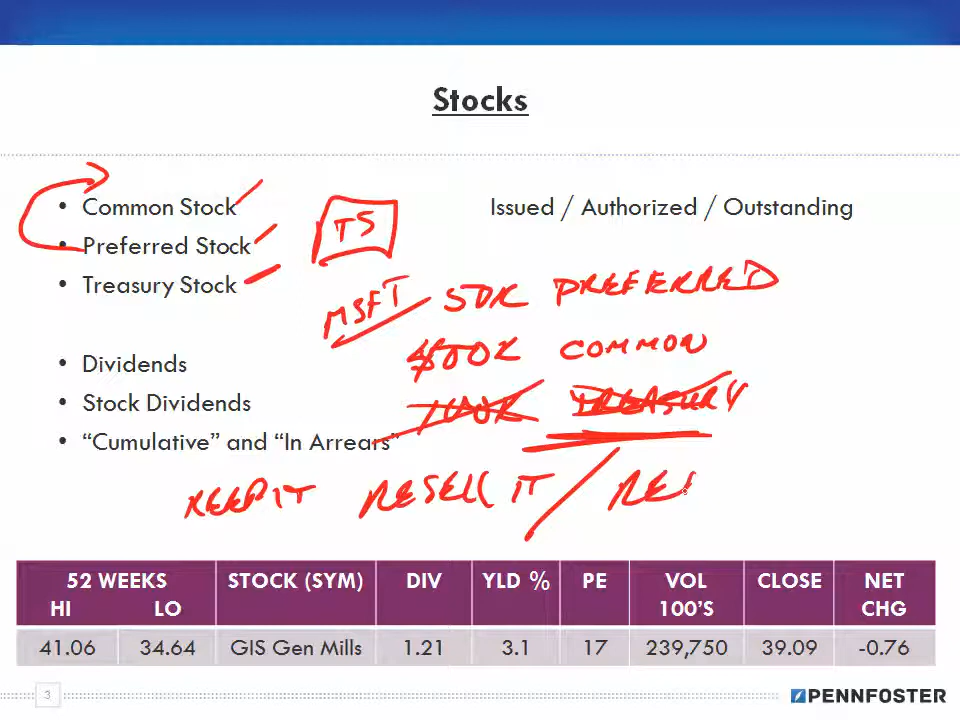 Stocks
• Common Stock
• Preferred Stock
• Treasury Stock
TS
Issued / Authorized / Outstanding
MSFT
50K PREFERRED
COMMON
TREASURY
• Dividends
• Stock Dividends
• “Cumulative” and “In Arrears”
KEEP IT RESELL IT / RE
52 WEEKS STOCK (SYM) DIV YLD % PE VOL CLOSE NET
HI LO 100'S CHG
41.06 34.64 GIS Gen Mills 1.21 3.1 17 239,750 39.09 -0.76
3
PENNFOSTER